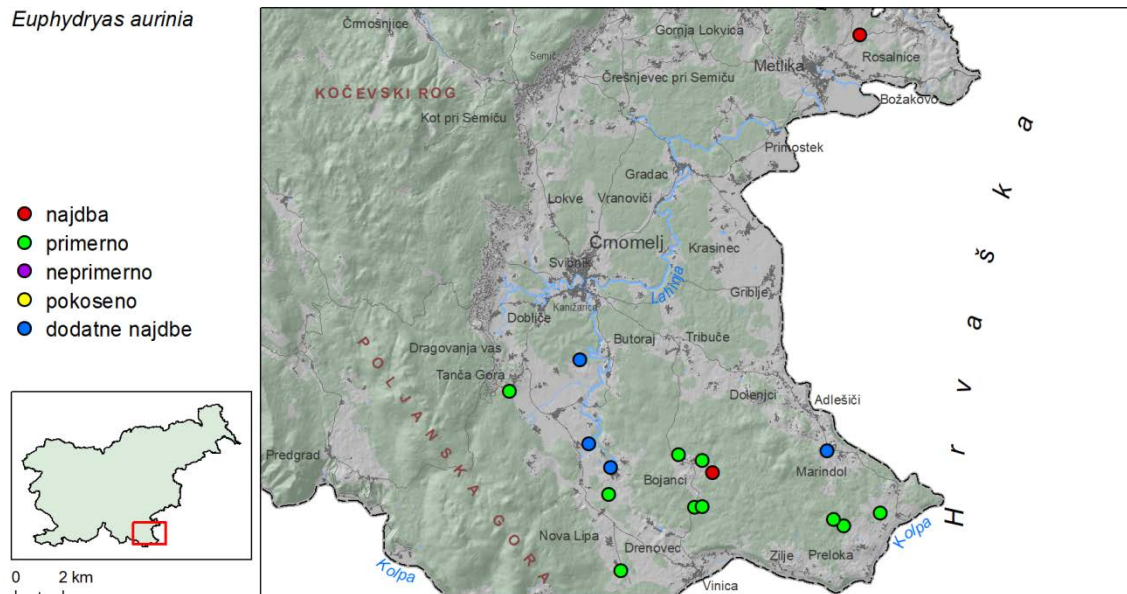 Euphydryas aurinia
najdba
primerno
neprimerno
pokoseno
dodatne najdbe
0 2 km
Črmošnjice
Gornja Lokvica
Semič
Metlika
Rosalnice
Črešnjevec pri Semiču
KOČEVSKI ROG
Božakovo
Kot pri Semiču
Primostek
Gradac
Lokve
Vranoviči
Črnomelj
Krasinec
Svibnik
Lahinja
Griblje
Kanižarica
Dobliče
Butoraj
Tribuče
Dragovanja vas
Tanča Gora
Dolenjci
Adlešiči
POLJANSKA GORA
Predgrad
Marindol
Bojanci
Hrvaška
Nova Lipa
Drenovec
Zilje
Preloka
Kolpa
Kolpa
Vinica